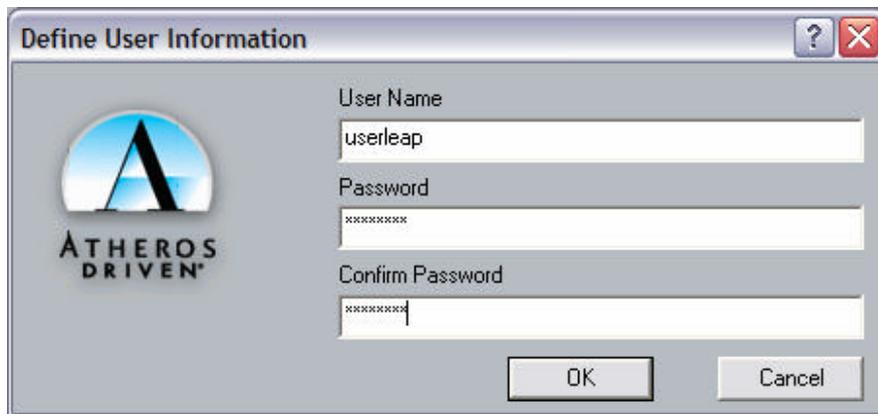 Define User Information
?
User Name
userleap
Password
********
Confirm Password
********
A
ATHEROS
DRIVEN®
OK
Cancel